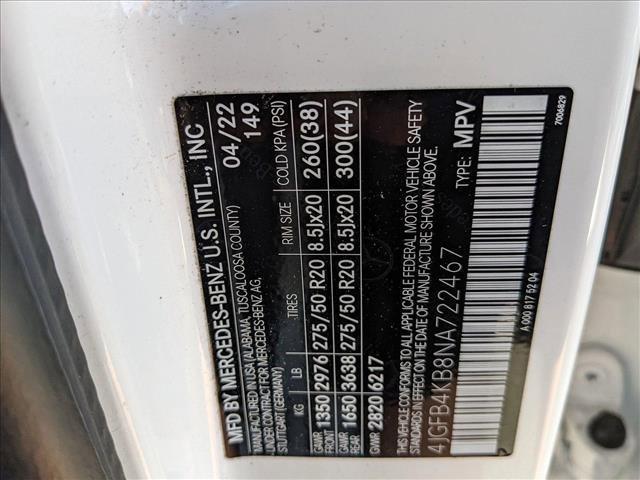 MFD BY MERCEDES-BENZ U.S. INTL., INC
MANUFACTURED IN USA (ALABAMA, TUSCALOOSA COUNTY) 04/22
UNDER CONTRACT FOR MERCEDES-BENZ AG, 149
STUTTGART (GERMANY)
KG LB TIRES RIM SIZE COLD KPA (PSI)
GAWR FRONT 1350 2976 275/50 R20 8.5Jx20 260(38)
GAWR REAR 1650 3638 275/50 R20 8.5Jx20 300(44)
GVWR 2820 6217
THIS VEHICLE CONFORMS TO ALL APPLICABLE FEDERAL MOTOR VEHICLE SAFETY
STANDARDS IN EFFECT ON THE DATE OF MANUFACTURE SHOWN ABOVE.
4JGFB4KB8NA722467 TYPE: MPV
A 000 817 52 04 7006829